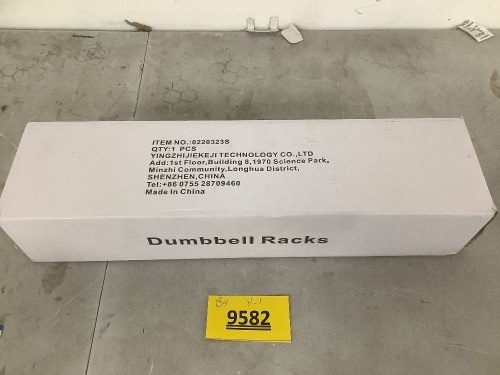 ITEM NO.:0220323S
QTY:1 PCS
YINGZHIJIEKEJI TECHNOLOGY CO.,LTD
Add:1st Floor,Building 8,1970 Science Park,
Minzhi Community,Longhua District,
SHENZHEN,CHINA
Tel:+86 0755 28709460
Made In China
Dumbbell Racks
9582